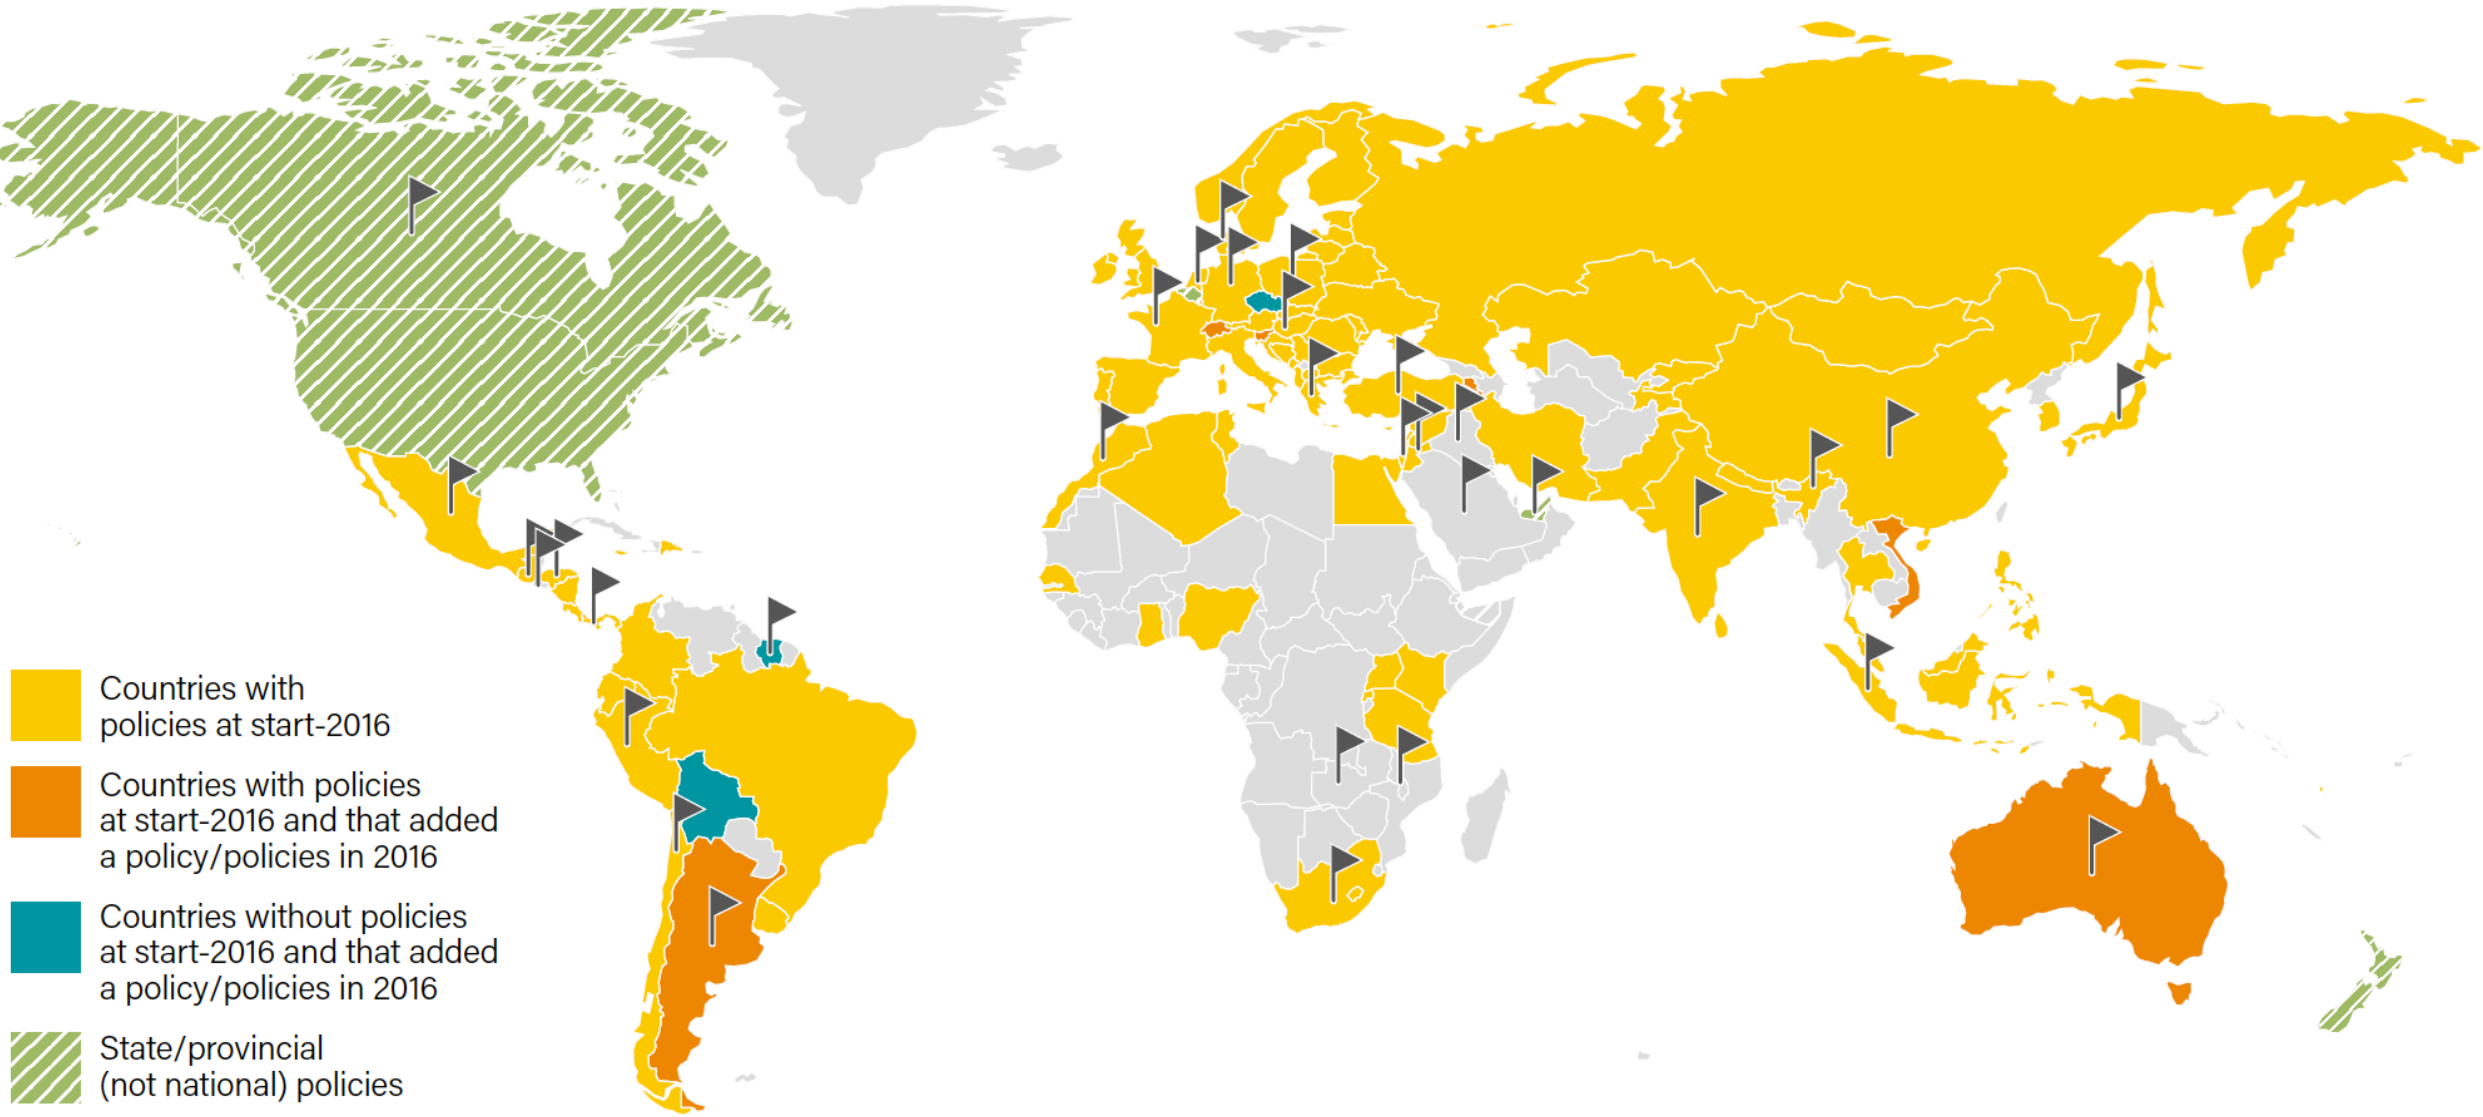 Countries with
policies at start-2016
Countries with policies
at start-2016 and that added
a policy/policies in 2016
Countries without policies
at start-2016 and that added
a policy/policies in 2016
State/provincial
(not national) policies